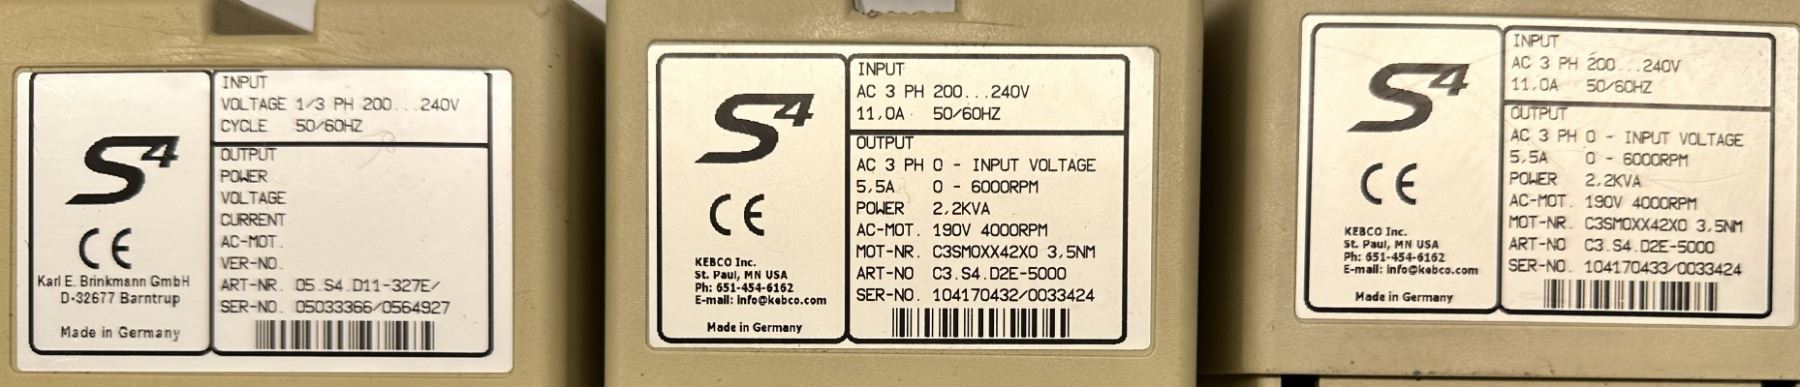 S4
CE
Karl E. Brinkmann GmbH
D-32677 Barntrup
Made in Germany
INPUT
VOLTAGE 1/3 PH 200...240V
CYCLE 50/60HZ
OUTPUT
POWER
VOLTAGE
CURRENT
AC-MOT.
VER-NO.
ART-NR. 05.S4.D11-327E/
SER-NO. 05033366/0564927
S4
CE
KEBCO Inc.
St. Paul, MN USA
Ph: 651-454-6162
E-mail: info@kebco.com
Made in Germany
INPUT
AC 3 PH 200...240V
11,0A 50/60HZ
OUTPUT
AC 3 PH 0 - INPUT VOLTAGE
5,5A 0 - 6000RPM
POWER 2,2KVA
AC-MOT. 190V 4000RPM
MOT-NR. C3SM0XX42X0 3,5NM
ART-NO C3.S4.D2E-5000
SER-NO. 104170432/0033424
S4
CE
KEBCO Inc.
St. Paul, MN USA
Ph: 651-454-6162
E-mail: info@kebco.com
Made in Germany
INPUT
AC 3 PH 200...240V
11.0A 50/60HZ
OUTPUT
AC 3 PH 0 - INPUT VOLTAGE
5,5A 0 - 6000RPM
POWER 2,2KVA
AC-MOT. 190V 4000RPM
MOT-NR. C3SM0XX42X0 3,5NM
ART-NO C3.S4.D2E-5000
SER-NO. 104170433/0033424